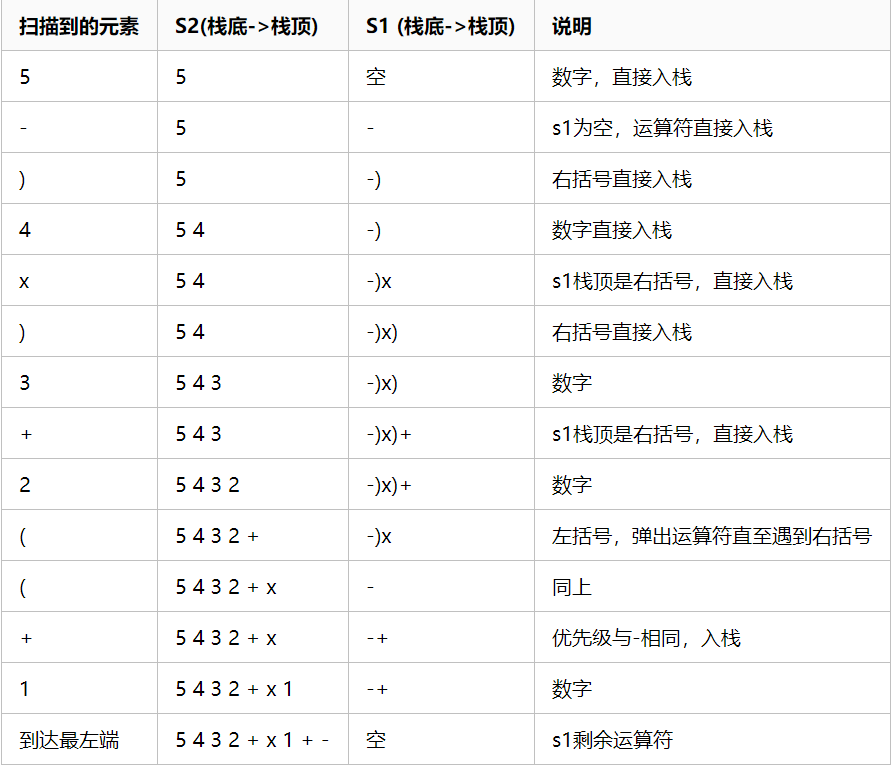 扫描到的元素 S2(栈底->栈顶) S1 (栈底->栈顶) 说明
5 5 空 数字，直接入栈
- 5 - s1为空，运算符直接入栈
) 5 -) 右括号直接入栈
4 5 4 -) 数字直接入栈
x 5 4 -)x s1栈顶是右括号，直接入栈
) 5 4 -)x) 右括号直接入栈
3 5 4 3 -)x) 数字
+ 5 4 3 -)x)+ s1栈顶是右括号，直接入栈
2 5 4 3 2 -)x)+ 数字
( 5 4 3 2 + -)x 左括号，弹出运算符直至遇到右括号
( 5 4 3 2 + x - 同上
+ 5 4 3 2 + x -+ 优先级与-相同，入栈
1 5 4 3 2 + x 1 -+ 数字
到达最左端 5 4 3 2 + x 1 + - 空 s1剩余运算符